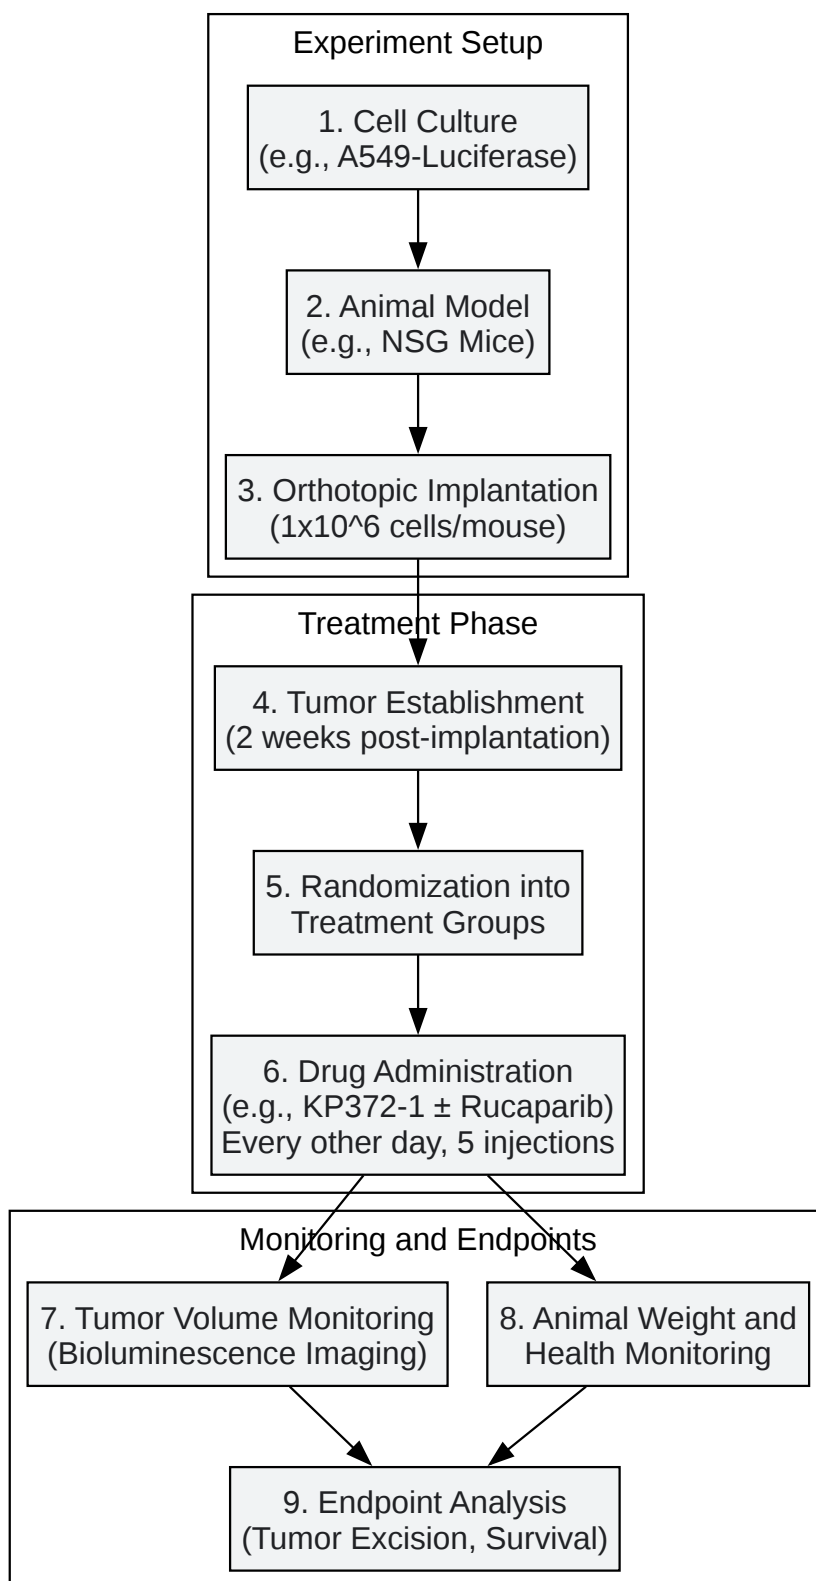 Experiment Setup
1. Cell Culture
(e.g., A549-Luciferase)
2. Animal Model
(e.g., NSG Mice)
3. Orthotopic Implantation
(1x10^6 cells/mouse)
Treatment Phase
4. Tumor Establishment
(2 weeks post-implantation)
5. Randomization into
Treatment Groups
6. Drug Administration
(e.g., KP372-1 ± Rucaparib)
Every other day, 5 injections
Monitoring and Endpoints
7. Tumor Volume Monitoring
(Bioluminescence Imaging)
8. Animal Weight and
Health Monitoring
9. Endpoint Analysis
(Tumor Excision, Survival)